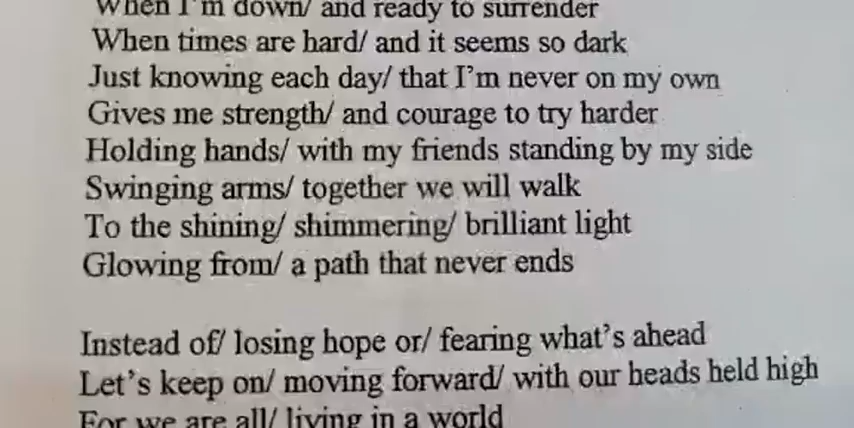 When I'm down/ and ready to surrender
When times are hard/ and it seems so dark
Just knowing each day/ that I'm never on my own
Gives me strength/ and courage to try harder
Holding hands/ with my friends standing by my side
Swinging arms/ together we will walk
To the shining/ shimmering/ brilliant light
Glowing from/ a path that never ends
Instead of/ losing hope or/ fearing what's ahead
Let's keep on/ moving forward/ with our heads held high
For we are all/ living in a world